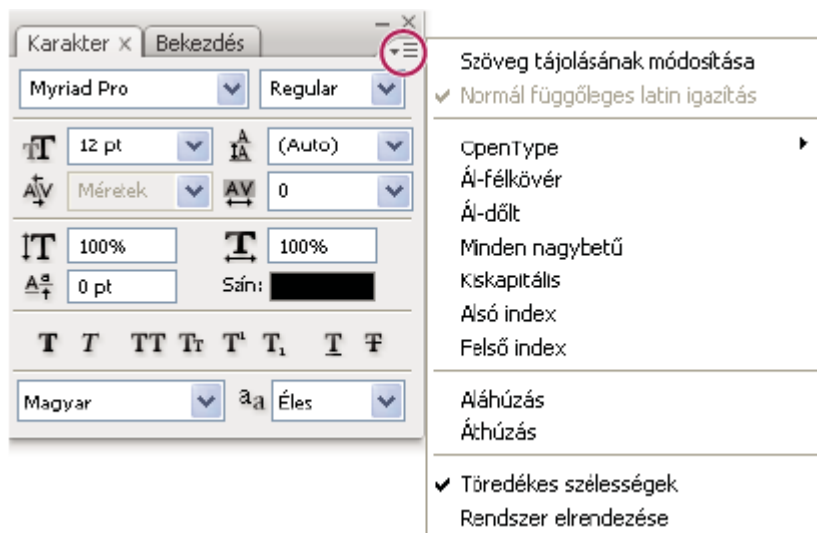 Karakter × Bekezdés
Myriad Pro Regular
12 pt (Auto)
Méretek 0
100% 100%
0 pt Szín:
Magyar Éles
Szöveg tájolásának módosítása
Normál függőleges latin igazítás
OpenType
Ál-félkövér
Ál-dőlt
Minden nagybetű
Kiskapitális
Alsó index
Felső index
Aláhúzás
Áthúzás
Töredékes szélességek
Rendszer elrendezése